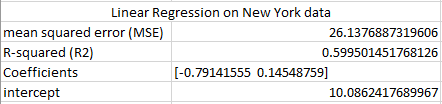 Linear Regression on New York data
mean squared error (MSE) 26.1376887319606
R-squared (R2) 0.599501451768126
Coefficients [-0.79141555 0.14548759]
intercept 10.0862417689967